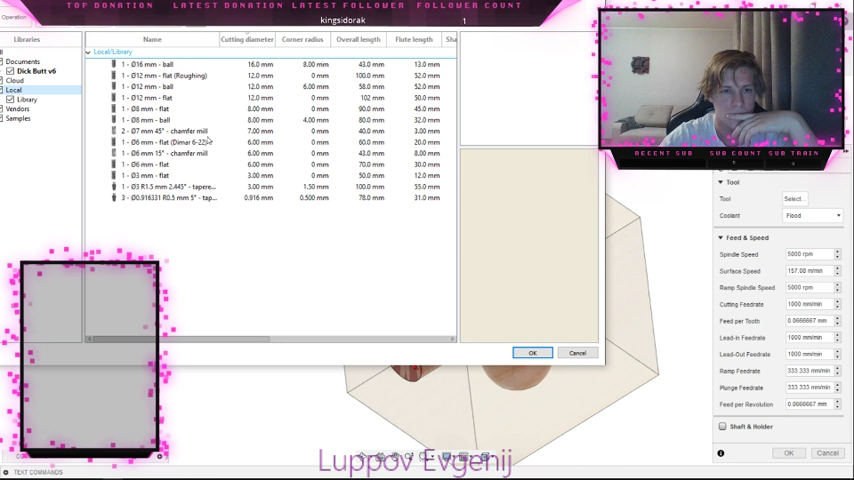 TOP DONATION LATEST DONATION LATEST FOLLOWER FOLLOWER COUNT
kingsidorak 1
Operation
Libraries
Documents
Dick Butt v6
Cloud
Local
Library
Vendors
Samples
Name Cutting diameter Corner radius Overall length Flute length Sha
Local/Library
1 - Ø16 mm - ball 16.0 mm 8.00 mm 43.0 mm 13.0 mm
1 - Ø12 mm - flat (Roughing) 12.0 mm 0 mm 100.0 mm 52.0 mm
1 - Ø12 mm - ball 12.0 mm 6.00 mm 58.0 mm 52.0 mm
1 - Ø12 mm - flat 12.0 mm 0 mm 102 mm 50.0 mm
1 - Ø8 mm - flat 8.00 mm 0 mm 90.0 mm 45.0 mm
1 - Ø8 mm - ball 8.00 mm 4.00 mm 80.0 mm 32.0 mm
2 - Ø7 mm 45° - chamfer mill 7.00 mm 0 mm 40.0 mm 3.00 mm
1 - Ø6 mm - flat (Dimar 6-22) 6.00 mm 0 mm 60.0 mm 20.0 mm
1 - Ø6 mm 15° - chamfer mill 6.00 mm 0 mm 43.0 mm 8.00 mm
1 - Ø6 mm - flat 6.00 mm 0 mm 70.0 mm 30.0 mm
1 - Ø3 mm - flat 3.00 mm 0 mm 50.0 mm 12.0 mm
1 - Ø3 R1.5 mm 2.445° - tapere... 3.00 mm 1.50 mm 100.0 mm 55.0 mm
3 - Ø0.916331 R0.5 mm 5° - tap... 0.916 mm 0.500 mm 78.0 mm 31.0 mm
OK Cancel
RECENT SUB SUB COUNT SUB TRAIN
Tool
Tool Select...
Coolant Flood
Feed & Speed
Spindle Speed 5000 rpm
Surface Speed 157.08 m/min
Ramp Spindle Speed 5000 rpm
Cutting Feedrate 1000 mm/min
Feed per Tooth 0.0666667 mm
Lead-In Feedrate 1000 mm/min
Lead-Out Feedrate 1000 mm/min
Ramp Feedrate 333.333 mm/min
Plunge Feedrate 333.333 mm/min
Feed per Revolution 0.0666667 mm
Shaft & Holder
OK Cancel
Luppov Evgenij
TEXT COMMANDS